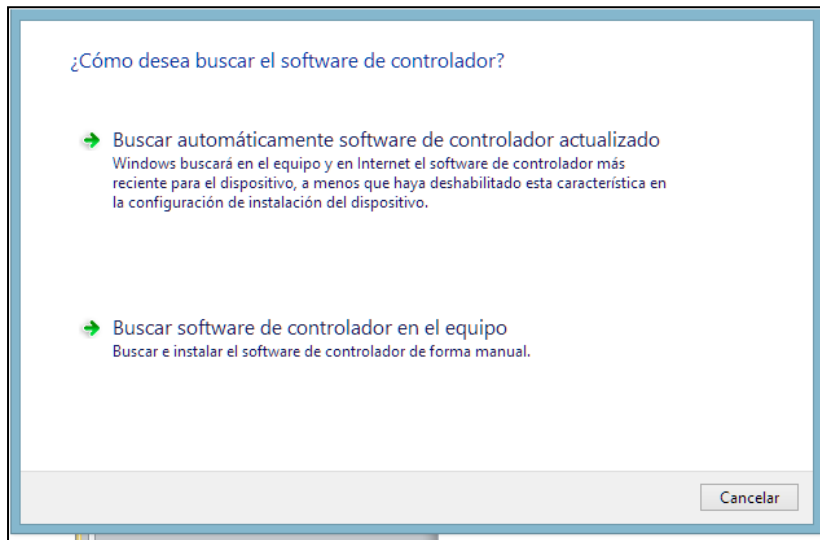 ¿Cómo desea buscar el software de controlador?
Buscar automáticamente software de controlador actualizado
Windows buscará en el equipo y en Internet el software de controlador más
reciente para el dispositivo, a menos que haya deshabilitado esta característica en
la configuración de instalación del dispositivo.
Buscar software de controlador en el equipo
Buscar e instalar el software de controlador de forma manual.
Cancelar